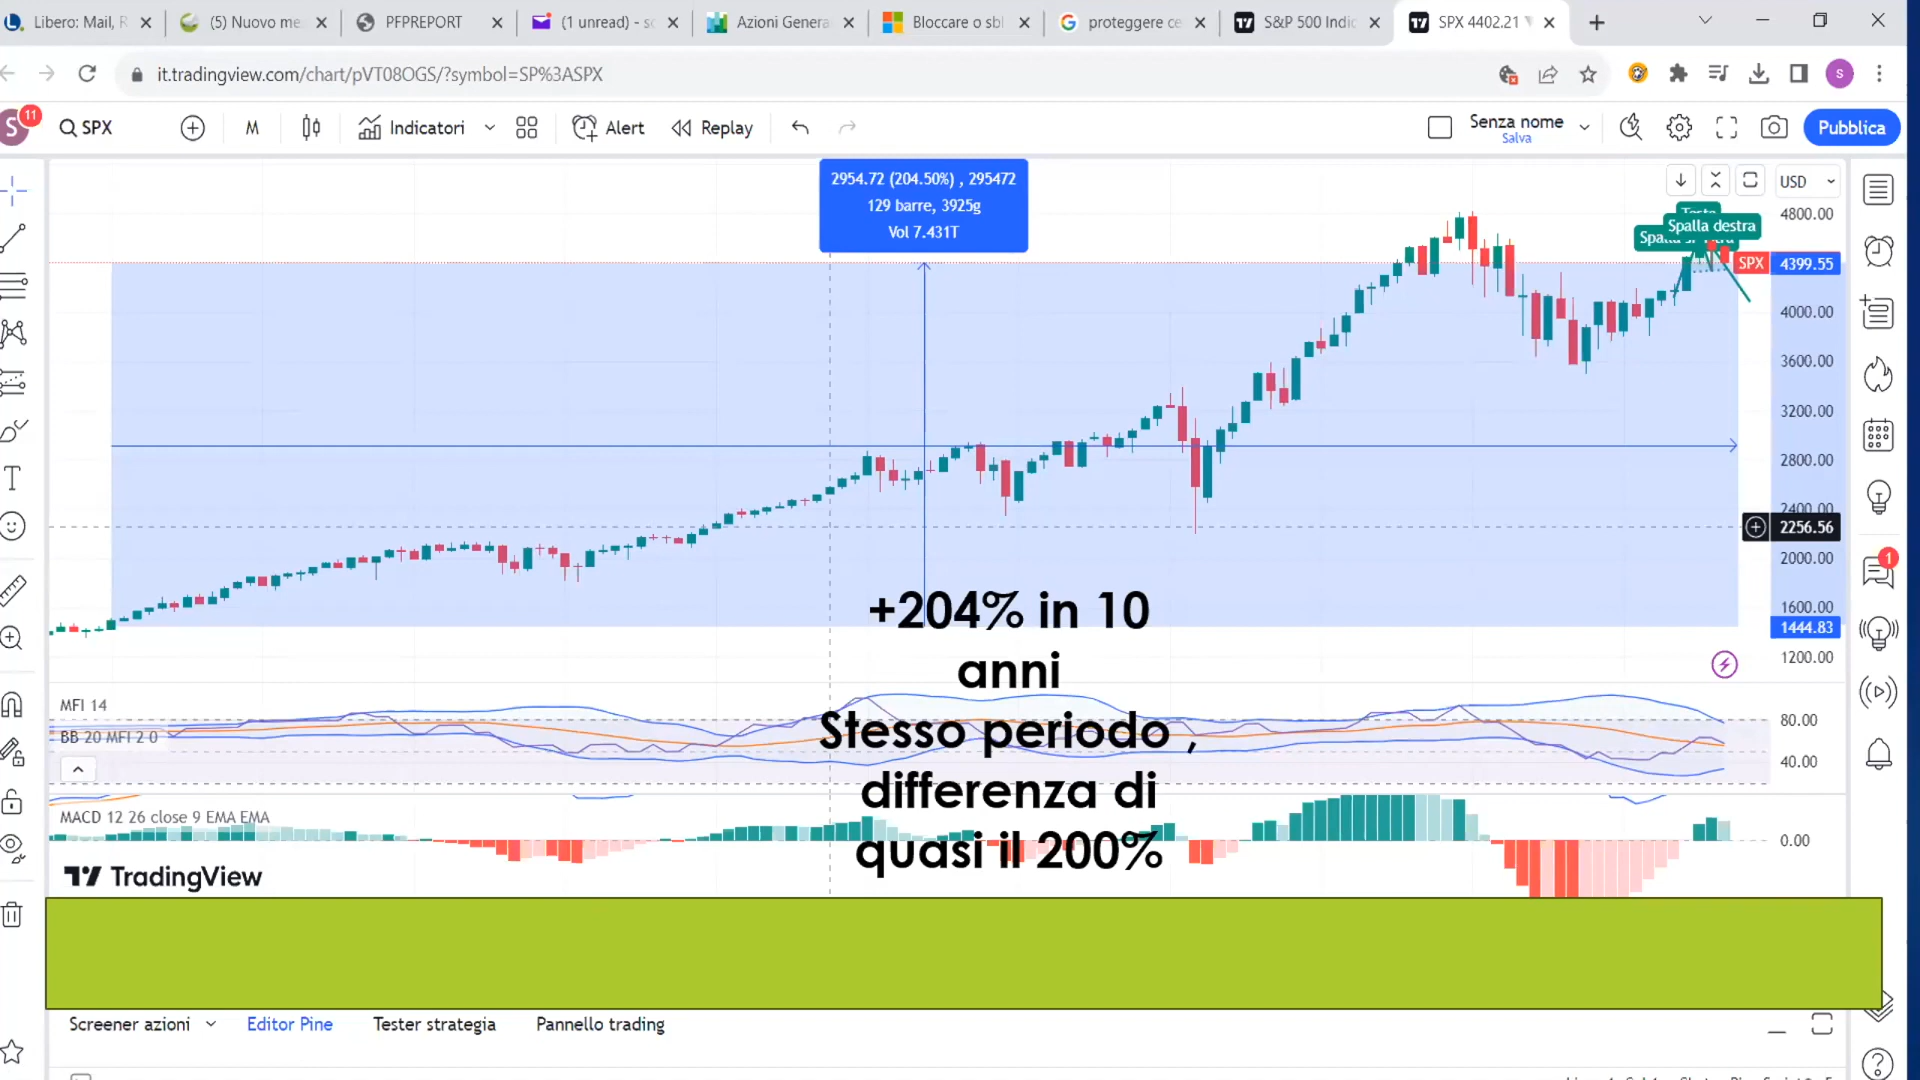 Libero: Mail, R
(5) Nuovo me
PFPREPORT
(1 unread) - sc
Azioni Genera
Bloccare o sbl
proteggere ce
S&P 500 Indic
SPX 4402.21
it.tradingview.com/chart/pVT08OGS/?symbol=SP%3ASPX
S
S
11
SPX
M
Indicatori
Alert
Replay
Senza nome
Salva
Pubblica
2954.72 (204.50%) , 295472
129 barre, 3925g
Vol 7.431T
USD
4800.00
Spalla destra
SPX
4399.55
4000.00
3600.00
3200.00
2800.00
2400.00
2256.56
2000.00
1600.00
1444.83
1200.00
+204% in 10
anni
Stesso periodo ,
differenza di
quasi il 200%
MFI 14
BB 20 MFI 2 0
80.00
40.00
MACD 12 26 close 9 EMA EMA
0.00
TradingView
1
Screener azioni
Editor Pine
Tester strategia
Pannello trading